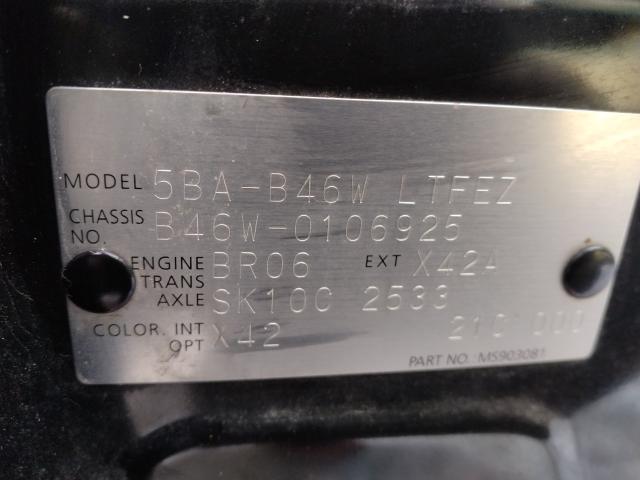 MODEL 5BA-B46W LTFEZ
CHASSIS NO. B46W-0106925
ENGINE BR06 EXT X42A
TRANS AXLE SK10C 2533
COLOR. INT OPT X42 21C 000
PART NO. MS903081